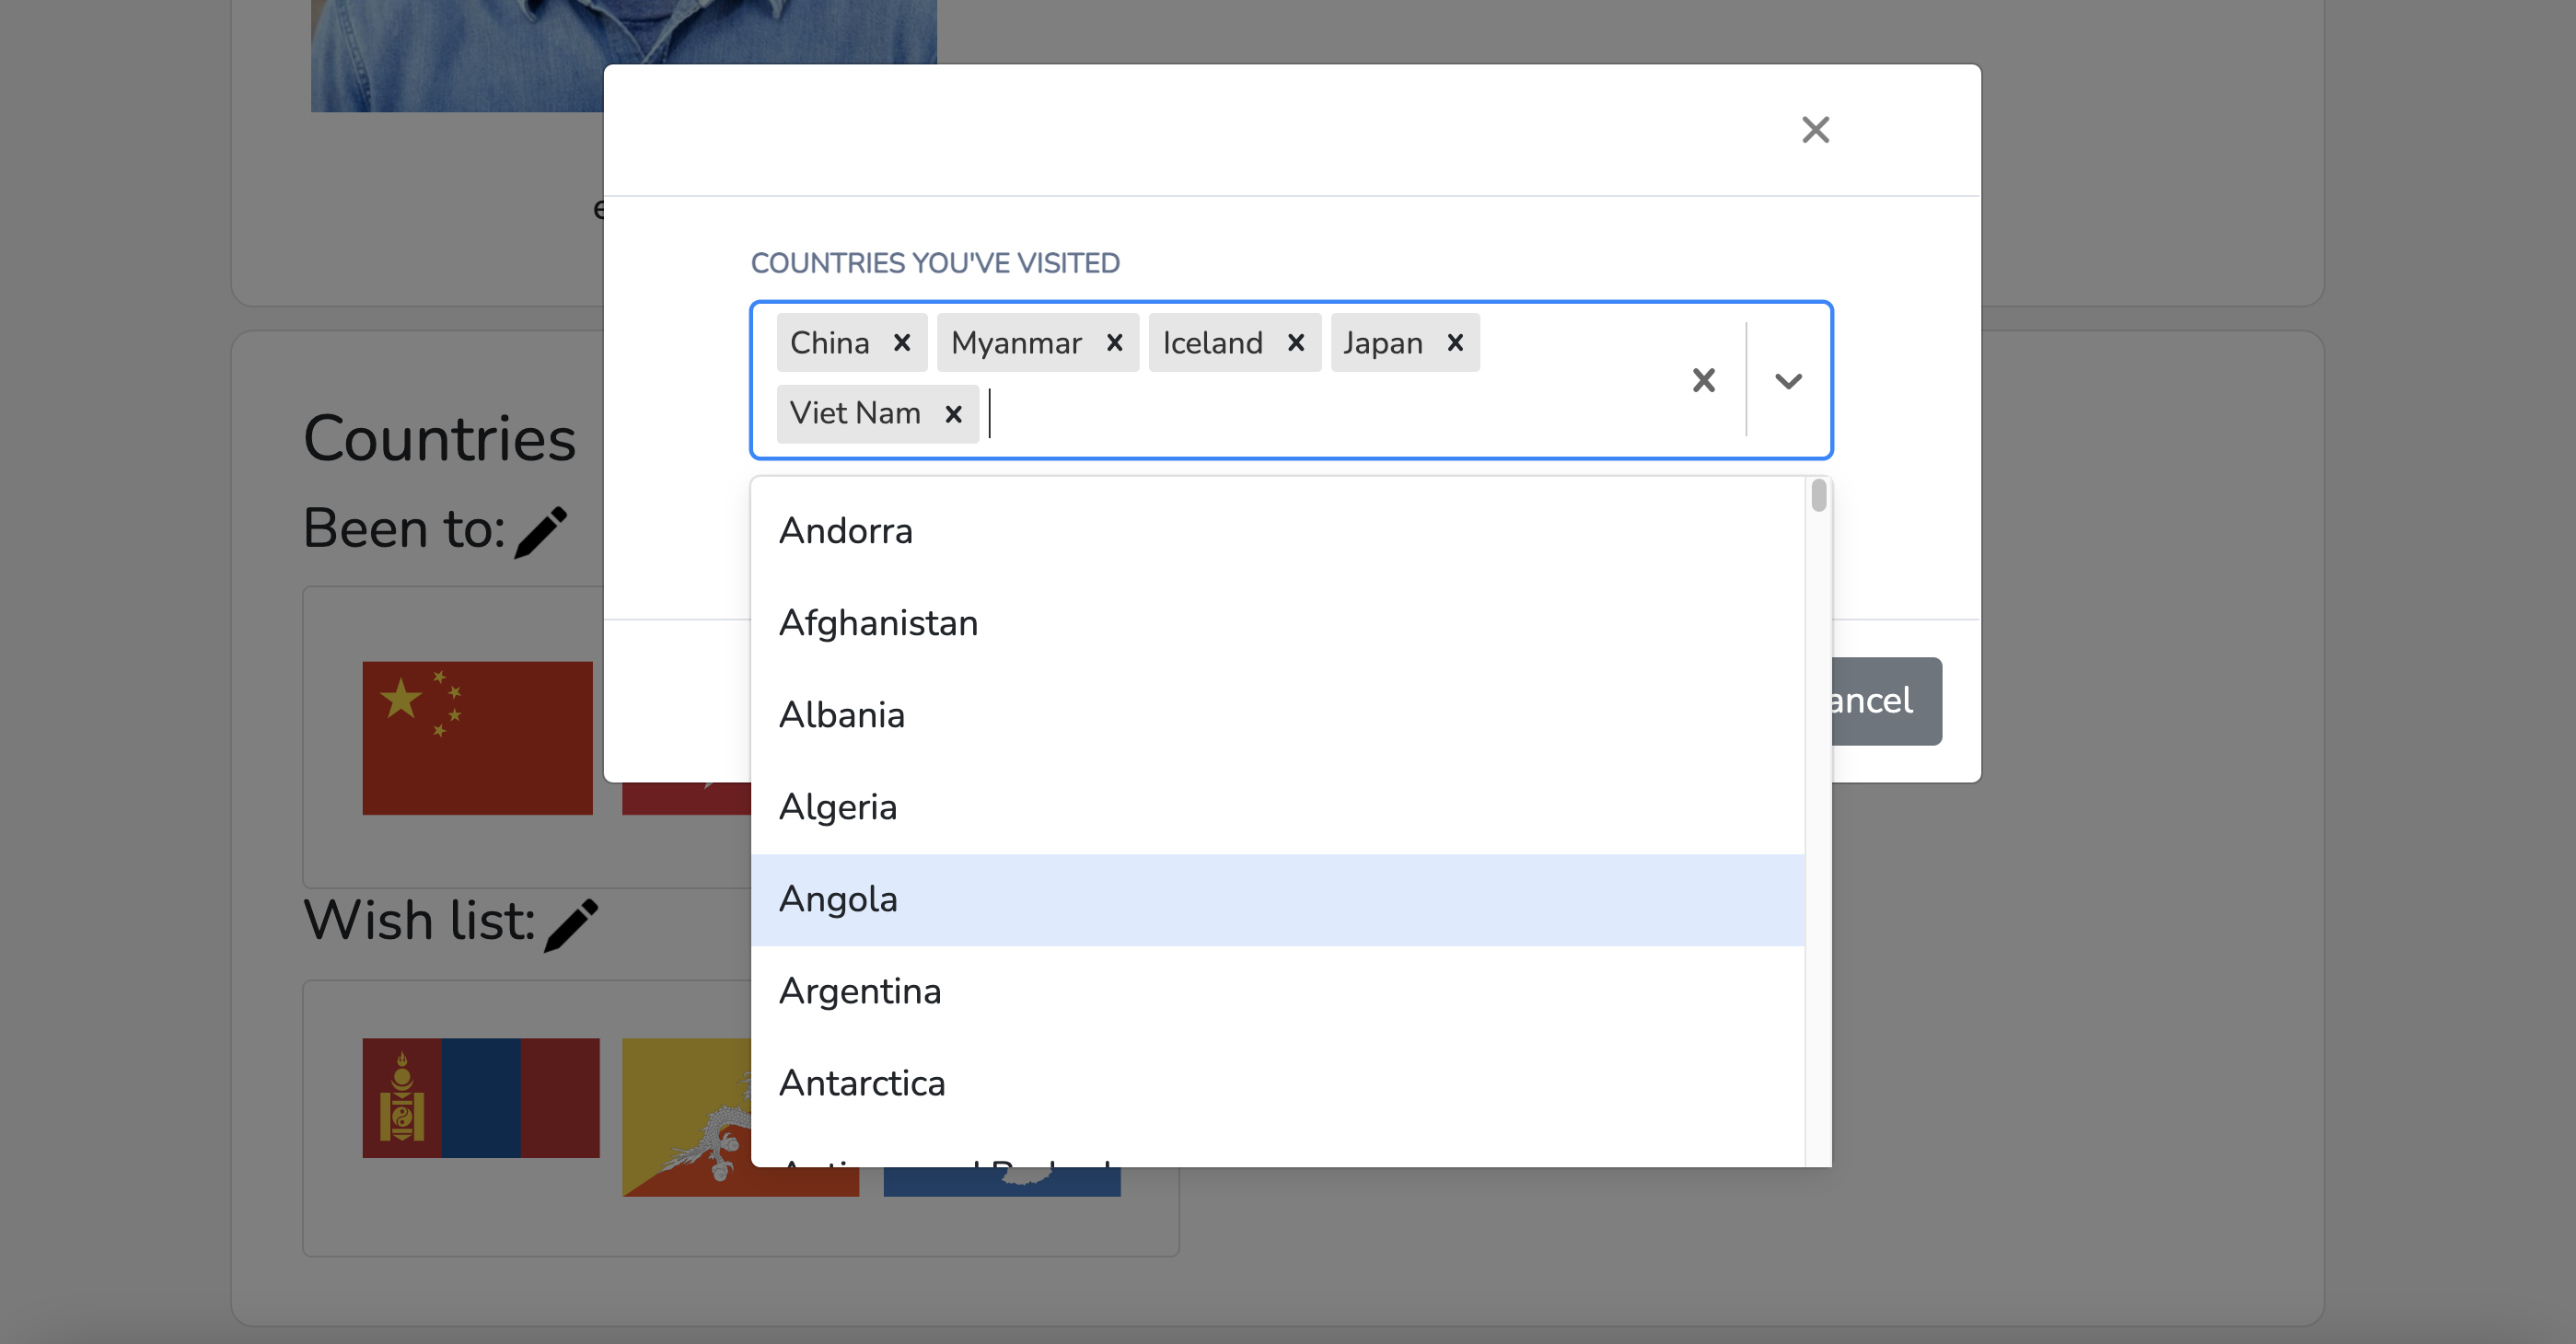 COUNTRIES YOU'VE VISITED
China Myanmar Iceland Japan
Viet Nam
Countries
Been to:
Andorra
Afghanistan
Albania
Algeria
Angola
Argentina
Antarctica
ancel
Wish list: